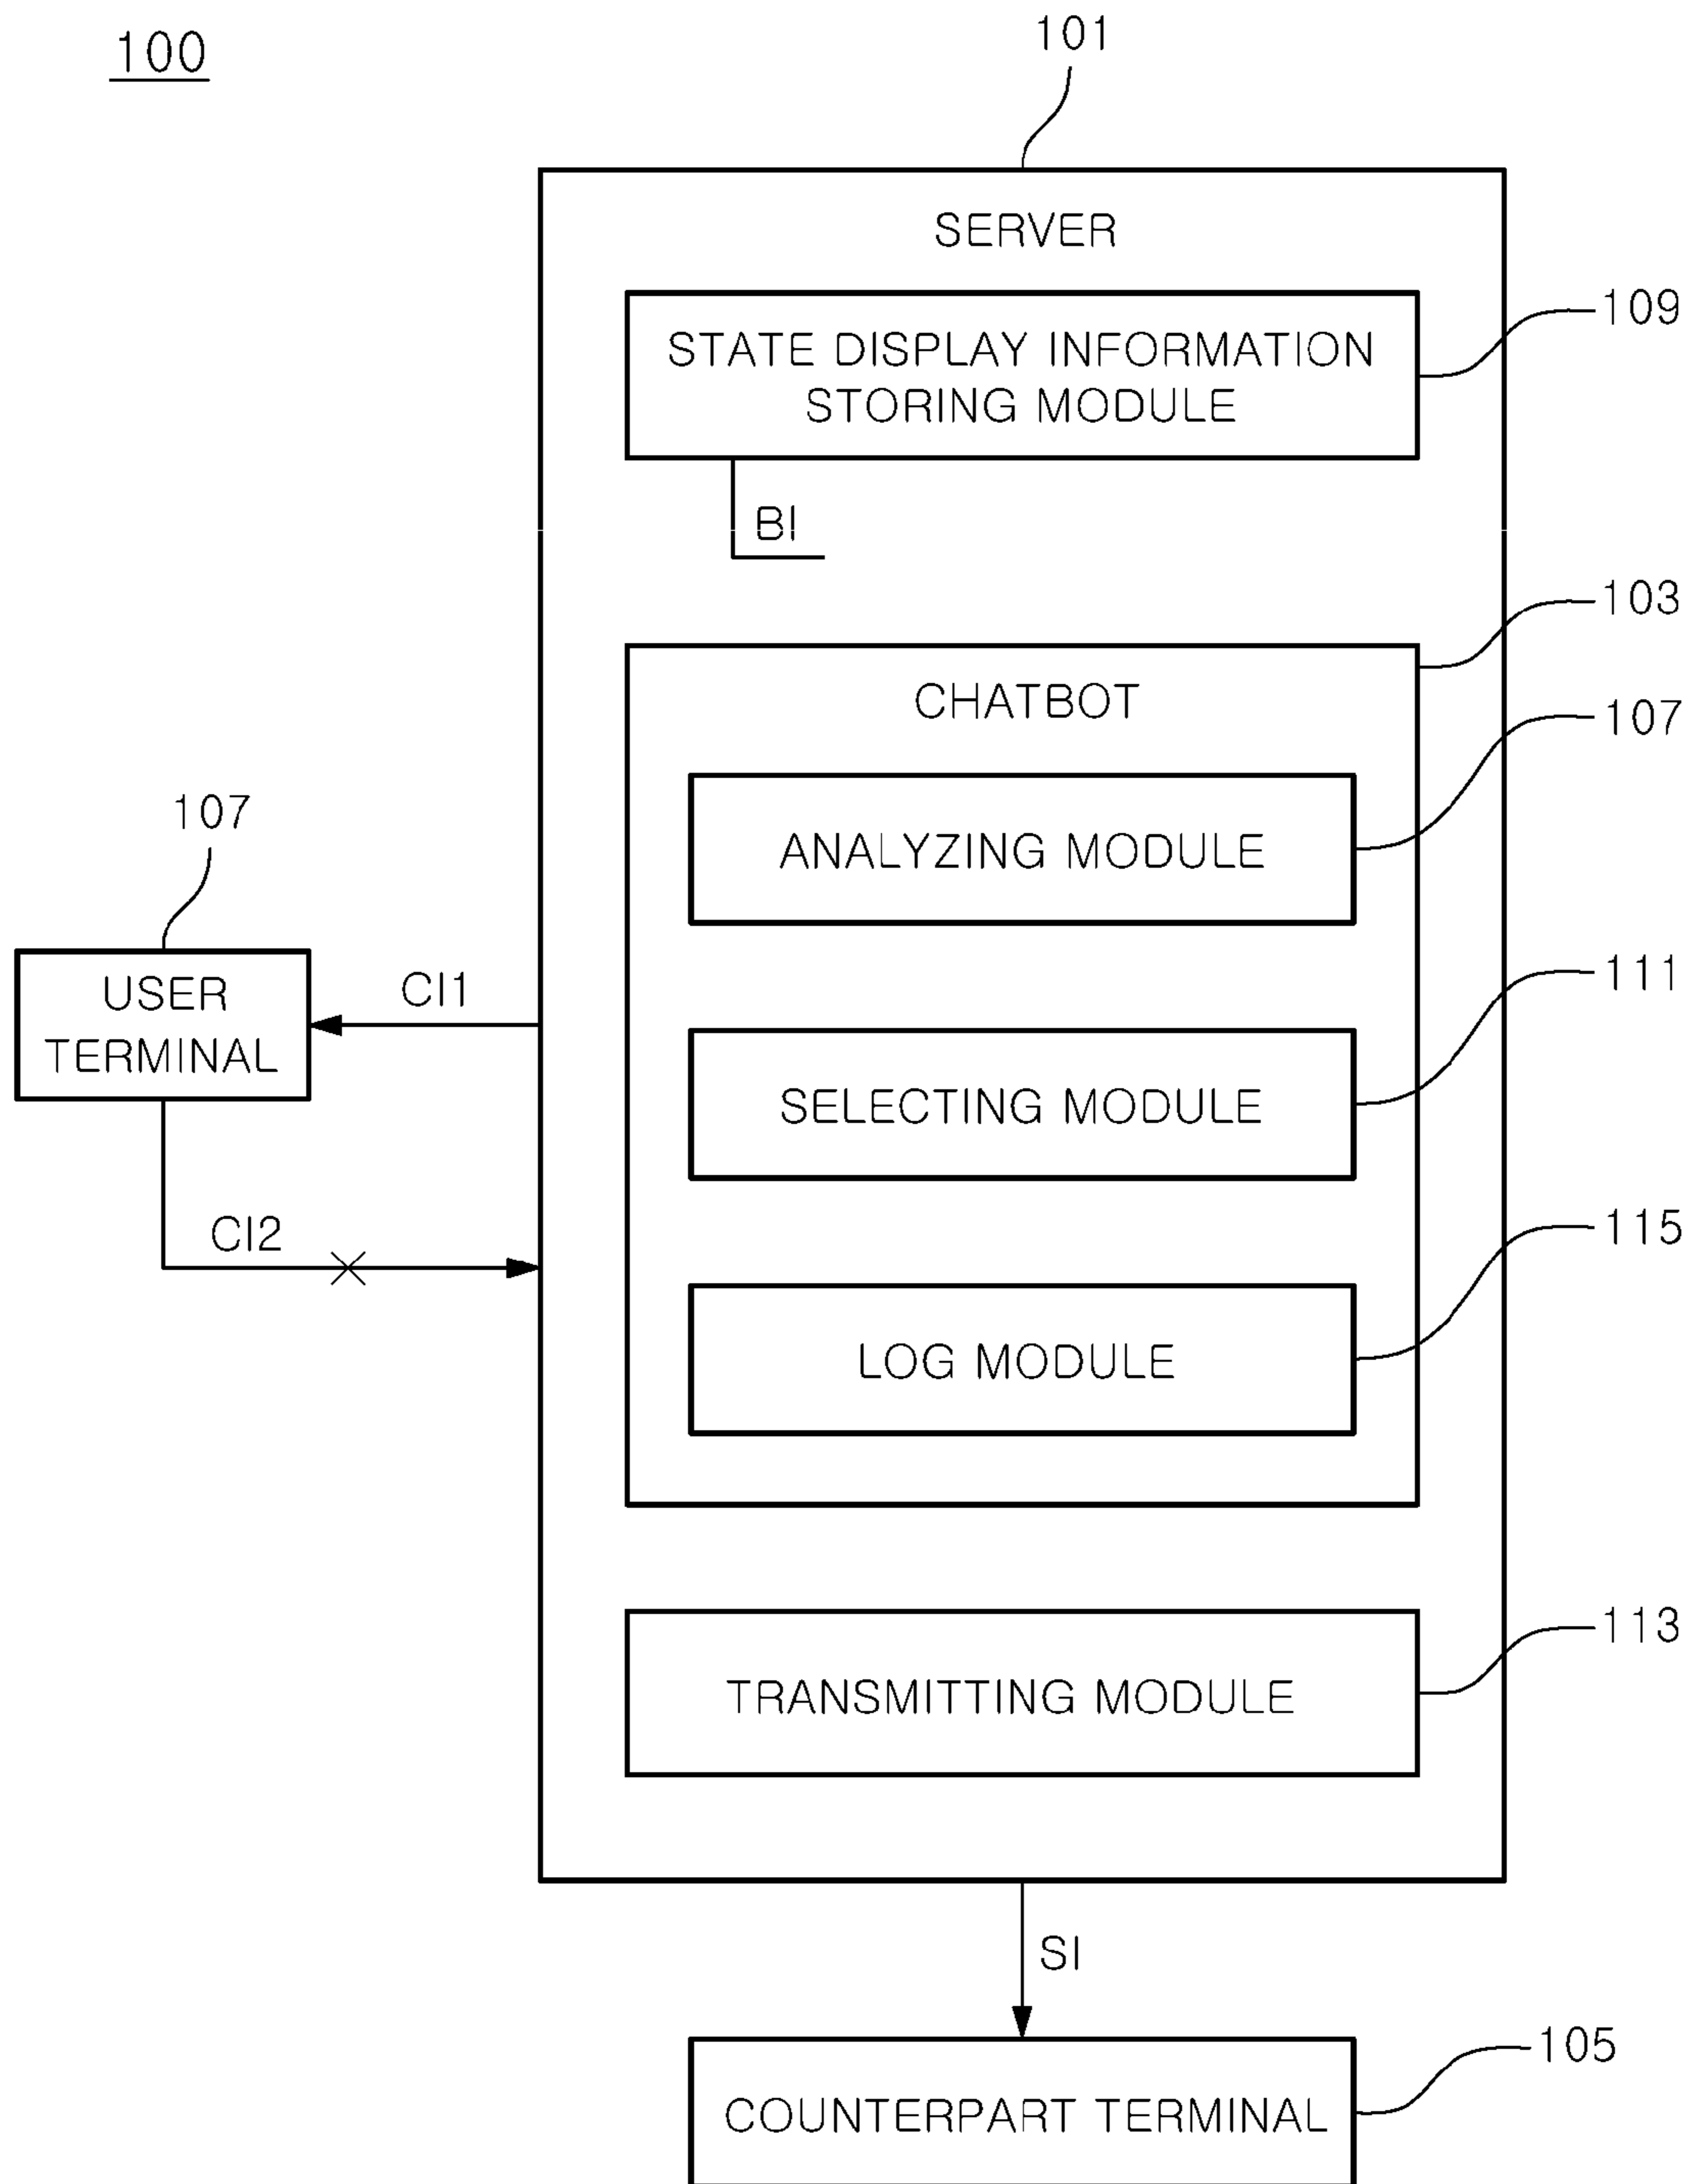 100
101
SERVER
109
STATE DISPLAY INFORMATION
STORING MODULE
BI
103
CHATBOT
107
ANALYZING MODULE
107
USER
TERMINAL
CI1
111
SELECTING MODULE
CI2
115
LOG MODULE
113
TRANSMITTING MODULE
SI
105
COUNTERPART TERMINAL